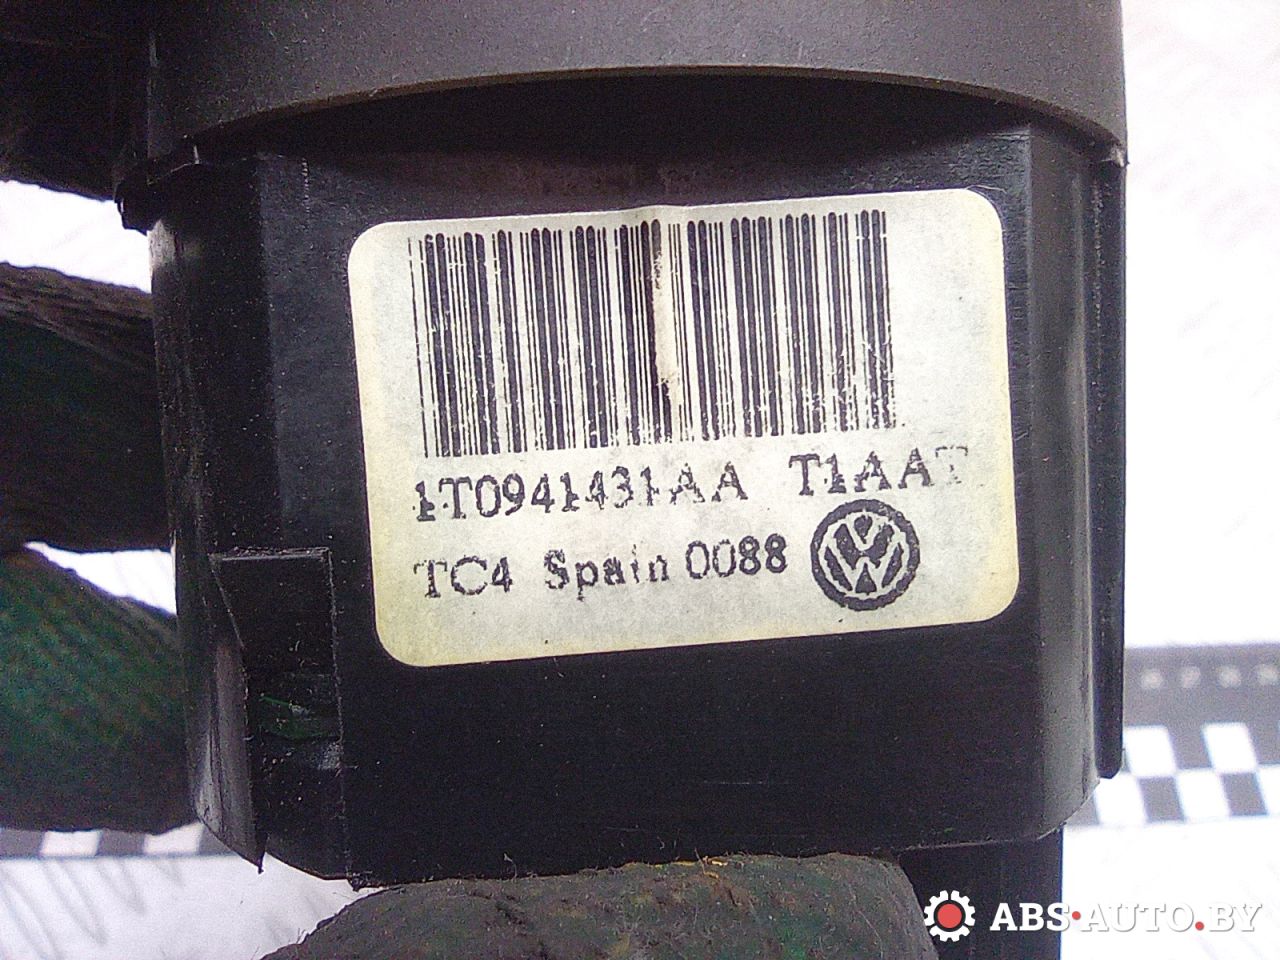 1T0941431AA T1AAT
TC4 Spain 0088
ABS-AUTO.BY